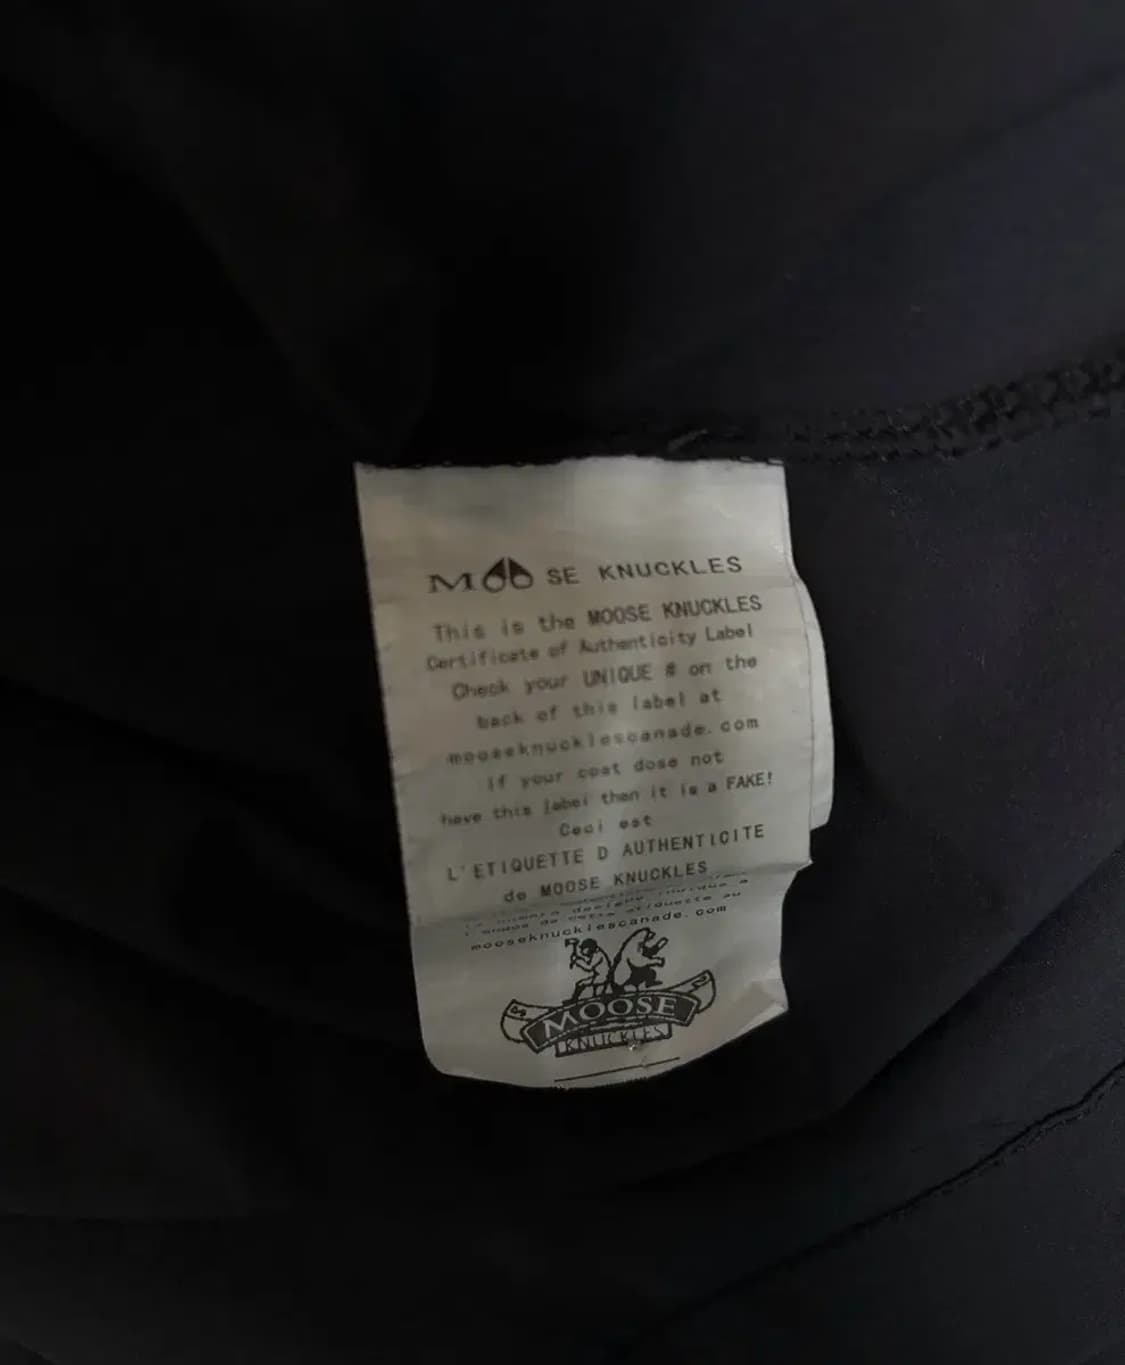 MOOSE KNUCKLES
This is the MOOSE KNUCKLES
Certificate of Authenticity Label
Check your UNIQUE # on the
back of this label at
mooseknucklescanade.com
if your coat dose not
have this label then it is a FAKE!
Ceci est
L'ETIQUETTE D AUTHENTICITE
de MOOSE KNUCKLES
mooseknucklescanade.com
MOOSE
KNUCKLES